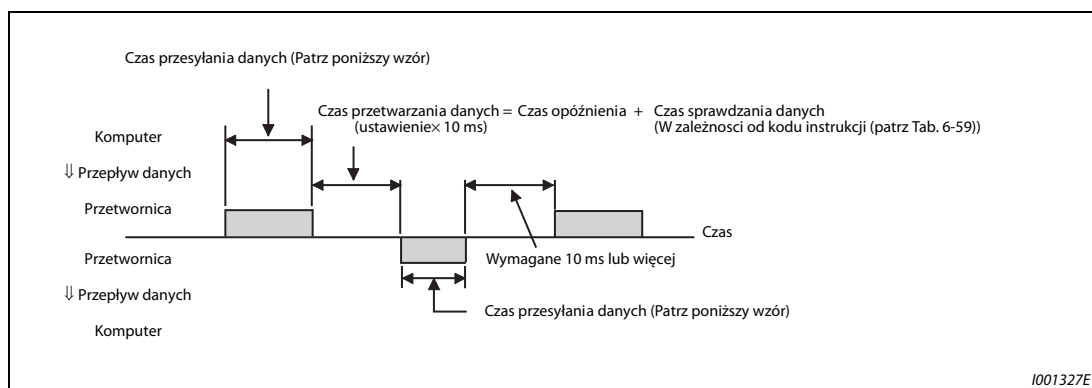 Czas przesyłania danych (Patrz poniższy wzór)
Czas przetwarzania danych = Czas opóźnienia + Czas sprawdzania danych
(ustawienie× 10 ms) (W zależności od kodu instrukcji (patrz Tab. 6-59))
Komputer
⇓ Przepływ danych
Przetwornica
Czas
Przetwornica
Wymagane 10 ms lub więcej
⇓ Przepływ danych
Czas przesyłania danych (Patrz poniższy wzór)
Komputer
I001327E